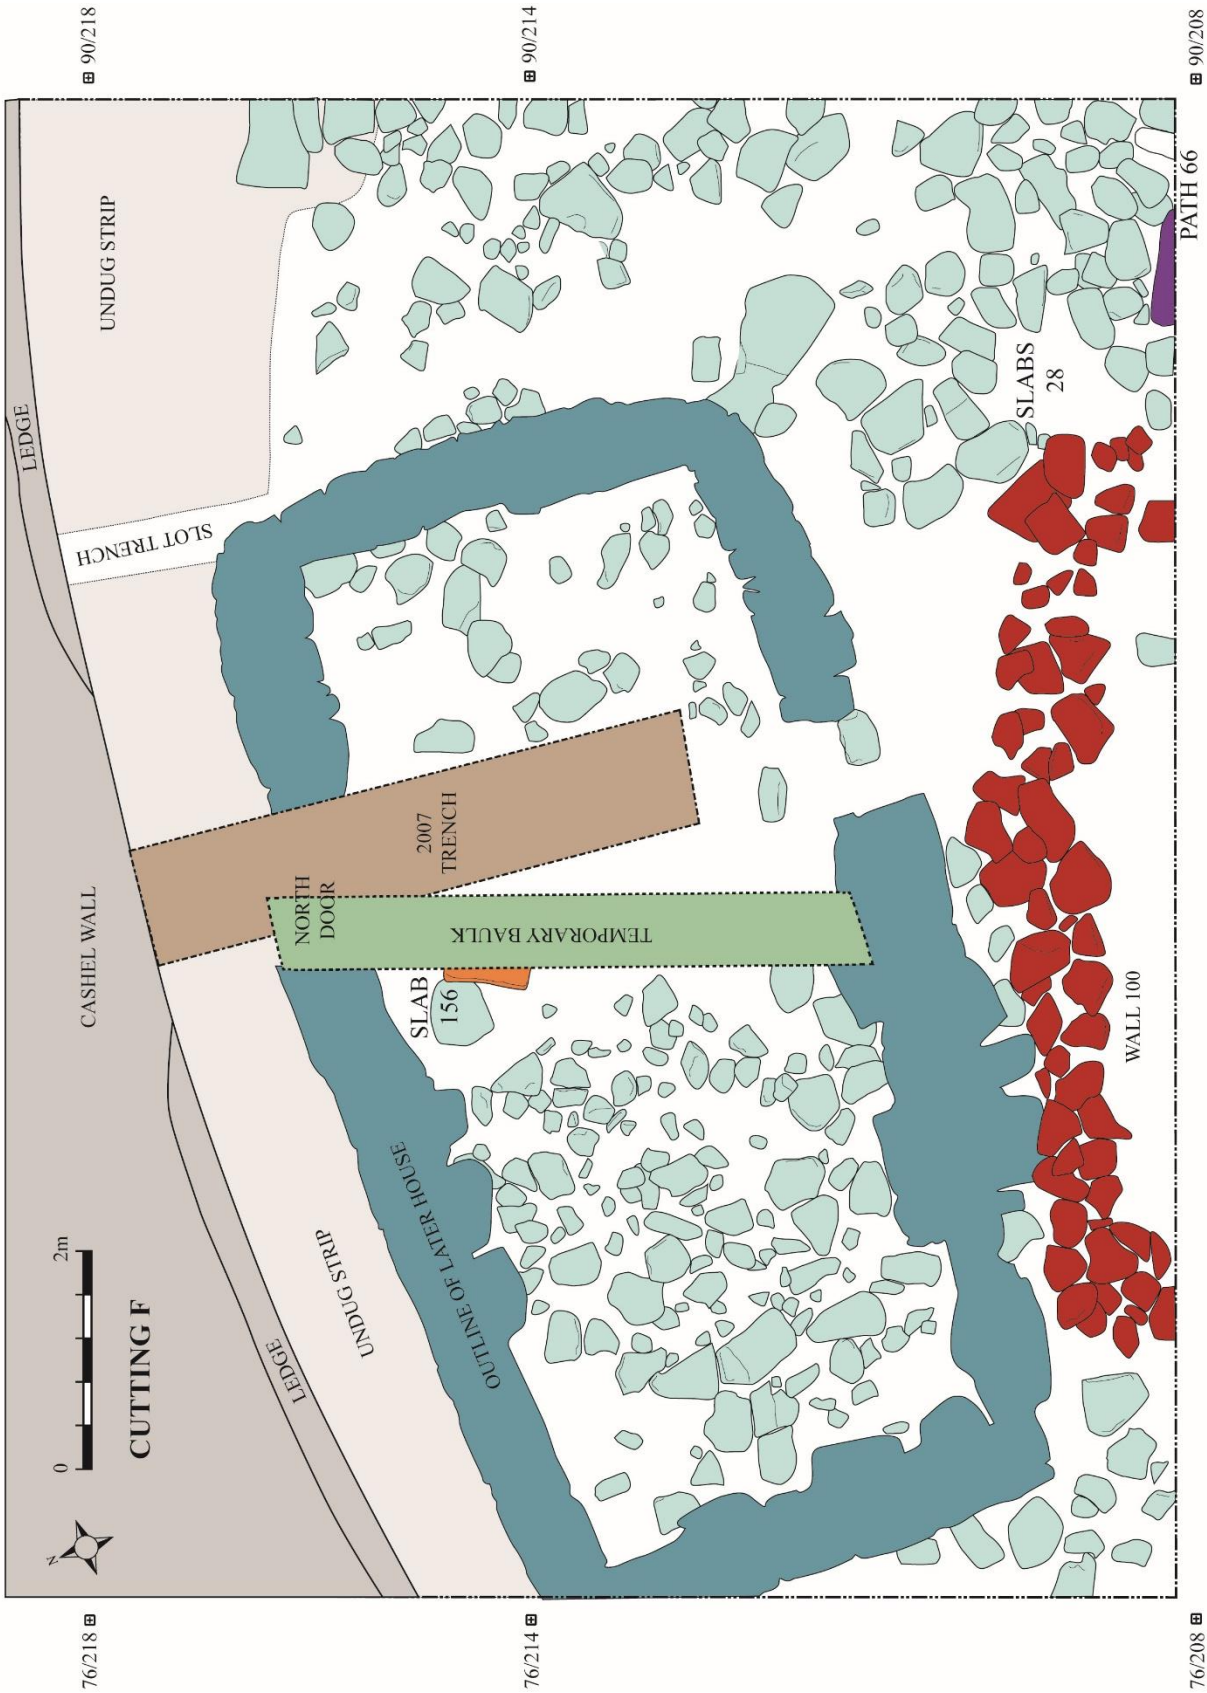 76/218
90/218
76/214
90/214
76/208
90/208
N
0
2m
CUTTING F
CASHEL WALL
LEDGE
LEDGE
UNDUG STRIP
UNDUG STRIP
SLOT TRENCH
OUTLINE OF LATER HOUSE
NORTH
DOOR
2007
TRENCH
TEMPORARY BAULK
SLAB
156
SLABS
28
WALL 100
PATH 66